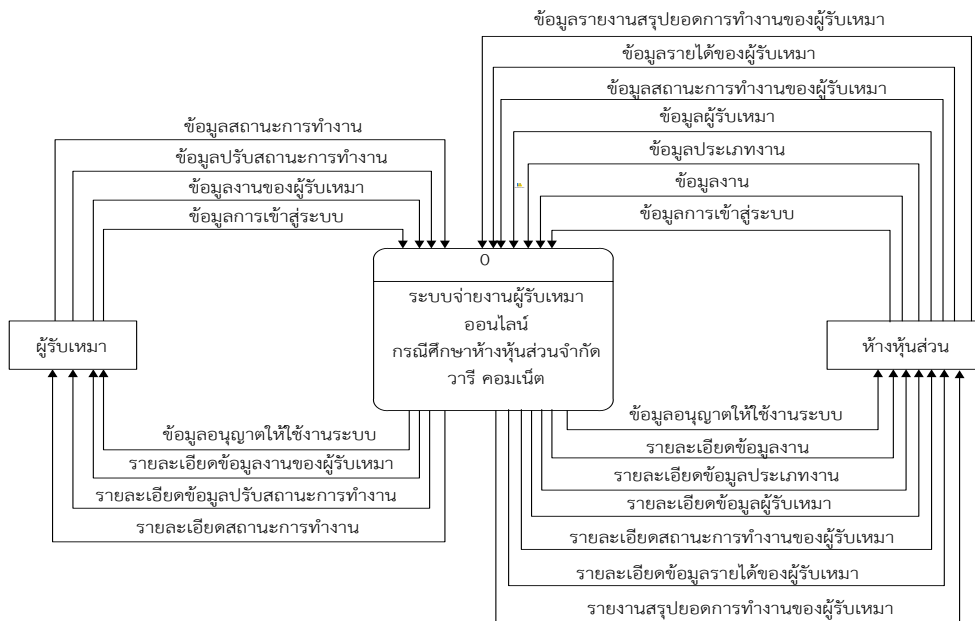 ข้อมูลรายงานสรุปยอดการทำงานของผู้รับเหมา
ข้อมูลรายได้ของผู้รับเหมา
ข้อมูลสถานะการทำงานของผู้รับเหมา
ข้อมูลผู้รับเหมา
ข้อมูลประเภทงาน
ข้อมูลงาน
ข้อมูลการเข้าสู่ระบบ
ข้อมูลสถานะการทำงาน
ข้อมูลปรับสถานะการทำงาน
ข้อมูลงานของผู้รับเหมา
ข้อมูลการเข้าสู่ระบบ
0
ระบบจ่ายงานผู้รับเหมา
ออนไลน์
กรณีศึกษาห้างหุ้นส่วนจำกัด
วารี คอมเน็ต
ผู้รับเหมา
ห้างหุ้นส่วน
ข้อมูลอนุญาตให้ใช้งานระบบ
รายละเอียดข้อมูลงานของผู้รับเหมา
รายละเอียดข้อมูลปรับสถานะการทำงาน
รายละเอียดสถานะการทำงาน
ข้อมูลอนุญาตให้ใช้งานระบบ
รายละเอียดข้อมูลงาน
รายละเอียดข้อมูลประเภทงาน
รายละเอียดข้อมูลผู้รับเหมา
รายละเอียดสถานะการทำงานของผู้รับเหมา
รายละเอียดข้อมูลรายได้ของผู้รับเหมา
รายงานสรุปยอดการทำงานของผู้รับเหมา